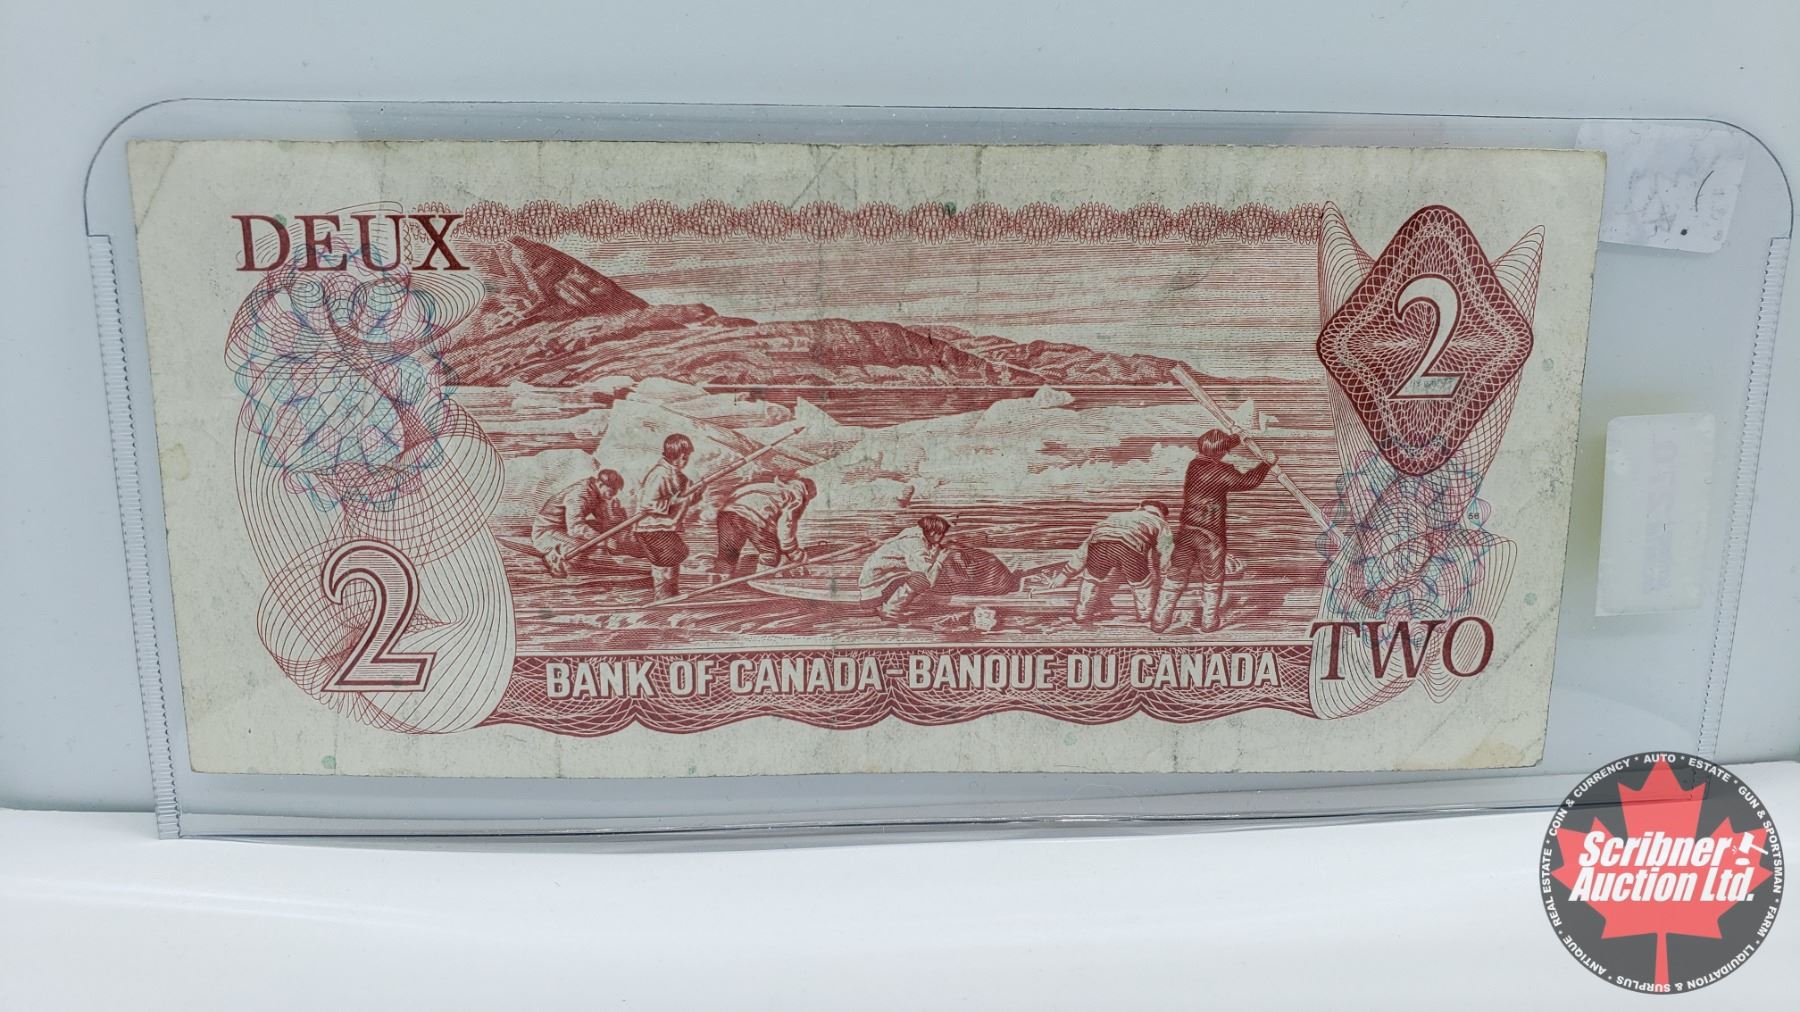 DEUX
2
2
56
BANK OF CANADA-BANQUE DU CANADA
TWO
Scribner
Auction Ltd.
COIN & CURRENCY * AUTO * ESTATE * GUN & SPORTSMAN * FARM * LIQUIDATION & SURPLUS * ANTIQUE * REAL ESTATE *